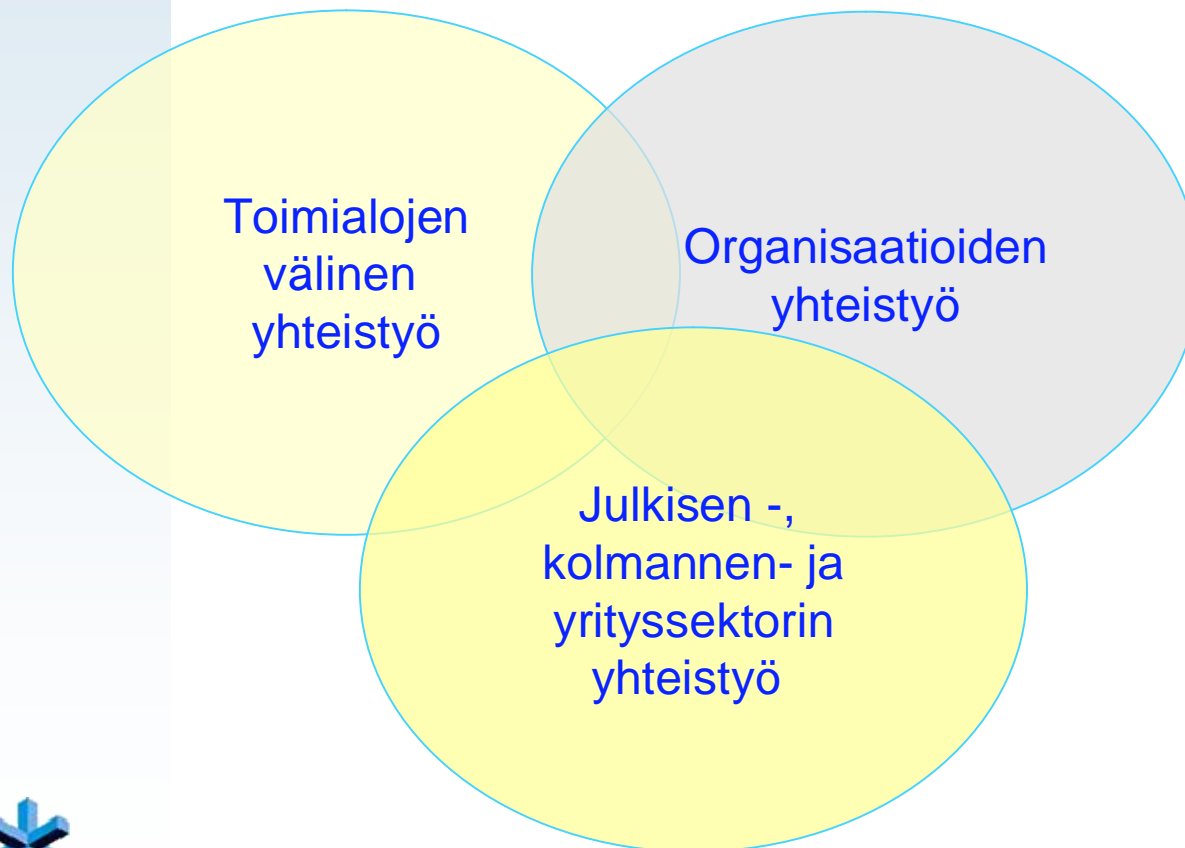 Toimialojen
välinen
yhteistyö
Organisaatioiden
yhteistyö
Julkisen -,
kolmannen- ja
yrityssektorin
yhteistyö